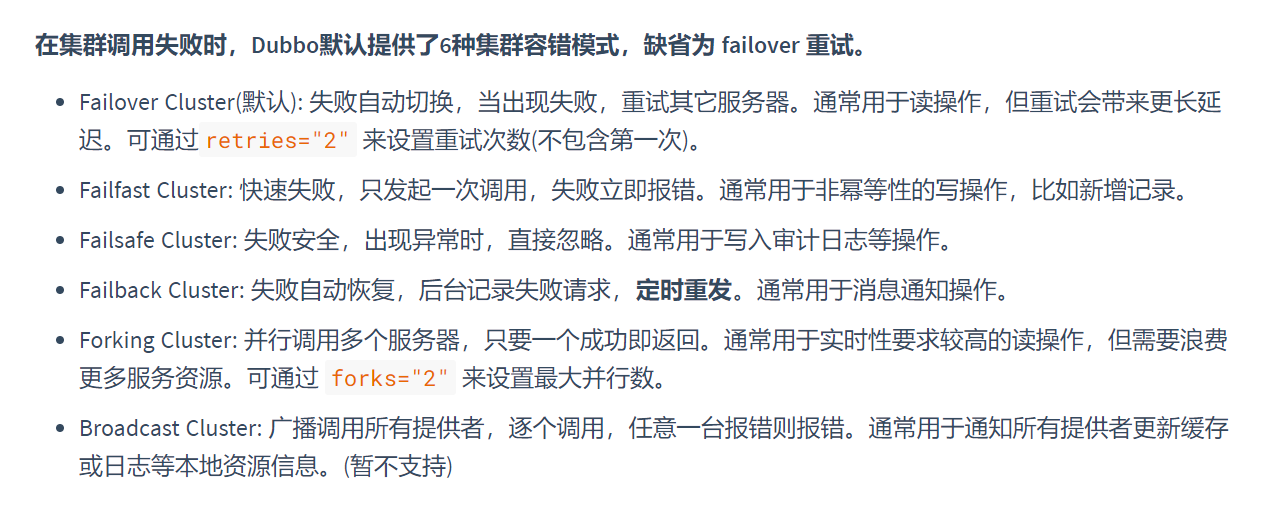 在集群调用失败时，Dubbo默认提供了6种集群容错模式，缺省为 failover 重试。
Failover Cluster(默认): 失败自动切换，当出现失败，重试其它服务器。通常用于读操作，但重试会带来更长延
迟。可通过 retries="2" 来设置重试次数(不包含第一次)。
Failfast Cluster: 快速失败，只发起一次调用，失败立即报错。通常用于非幂等性的写操作，比如新增记录。
Failsafe Cluster: 失败安全，出现异常时，直接忽略。通常用于写入审计日志等操作。
Failback Cluster: 失败自动恢复，后台记录失败请求，定时重发。通常用于消息通知操作。
Forking Cluster: 并行调用多个服务器，只要一个成功即返回。通常用于实时性要求较高的读操作，但需要浪费
更多服务资源。可通过 forks="2" 来设置最大并行数。
Broadcast Cluster: 广播调用所有提供者，逐个调用，任意一台报错则报错。通常用于通知所有提供者更新缓存
或日志等本地资源信息。(暂不支持)